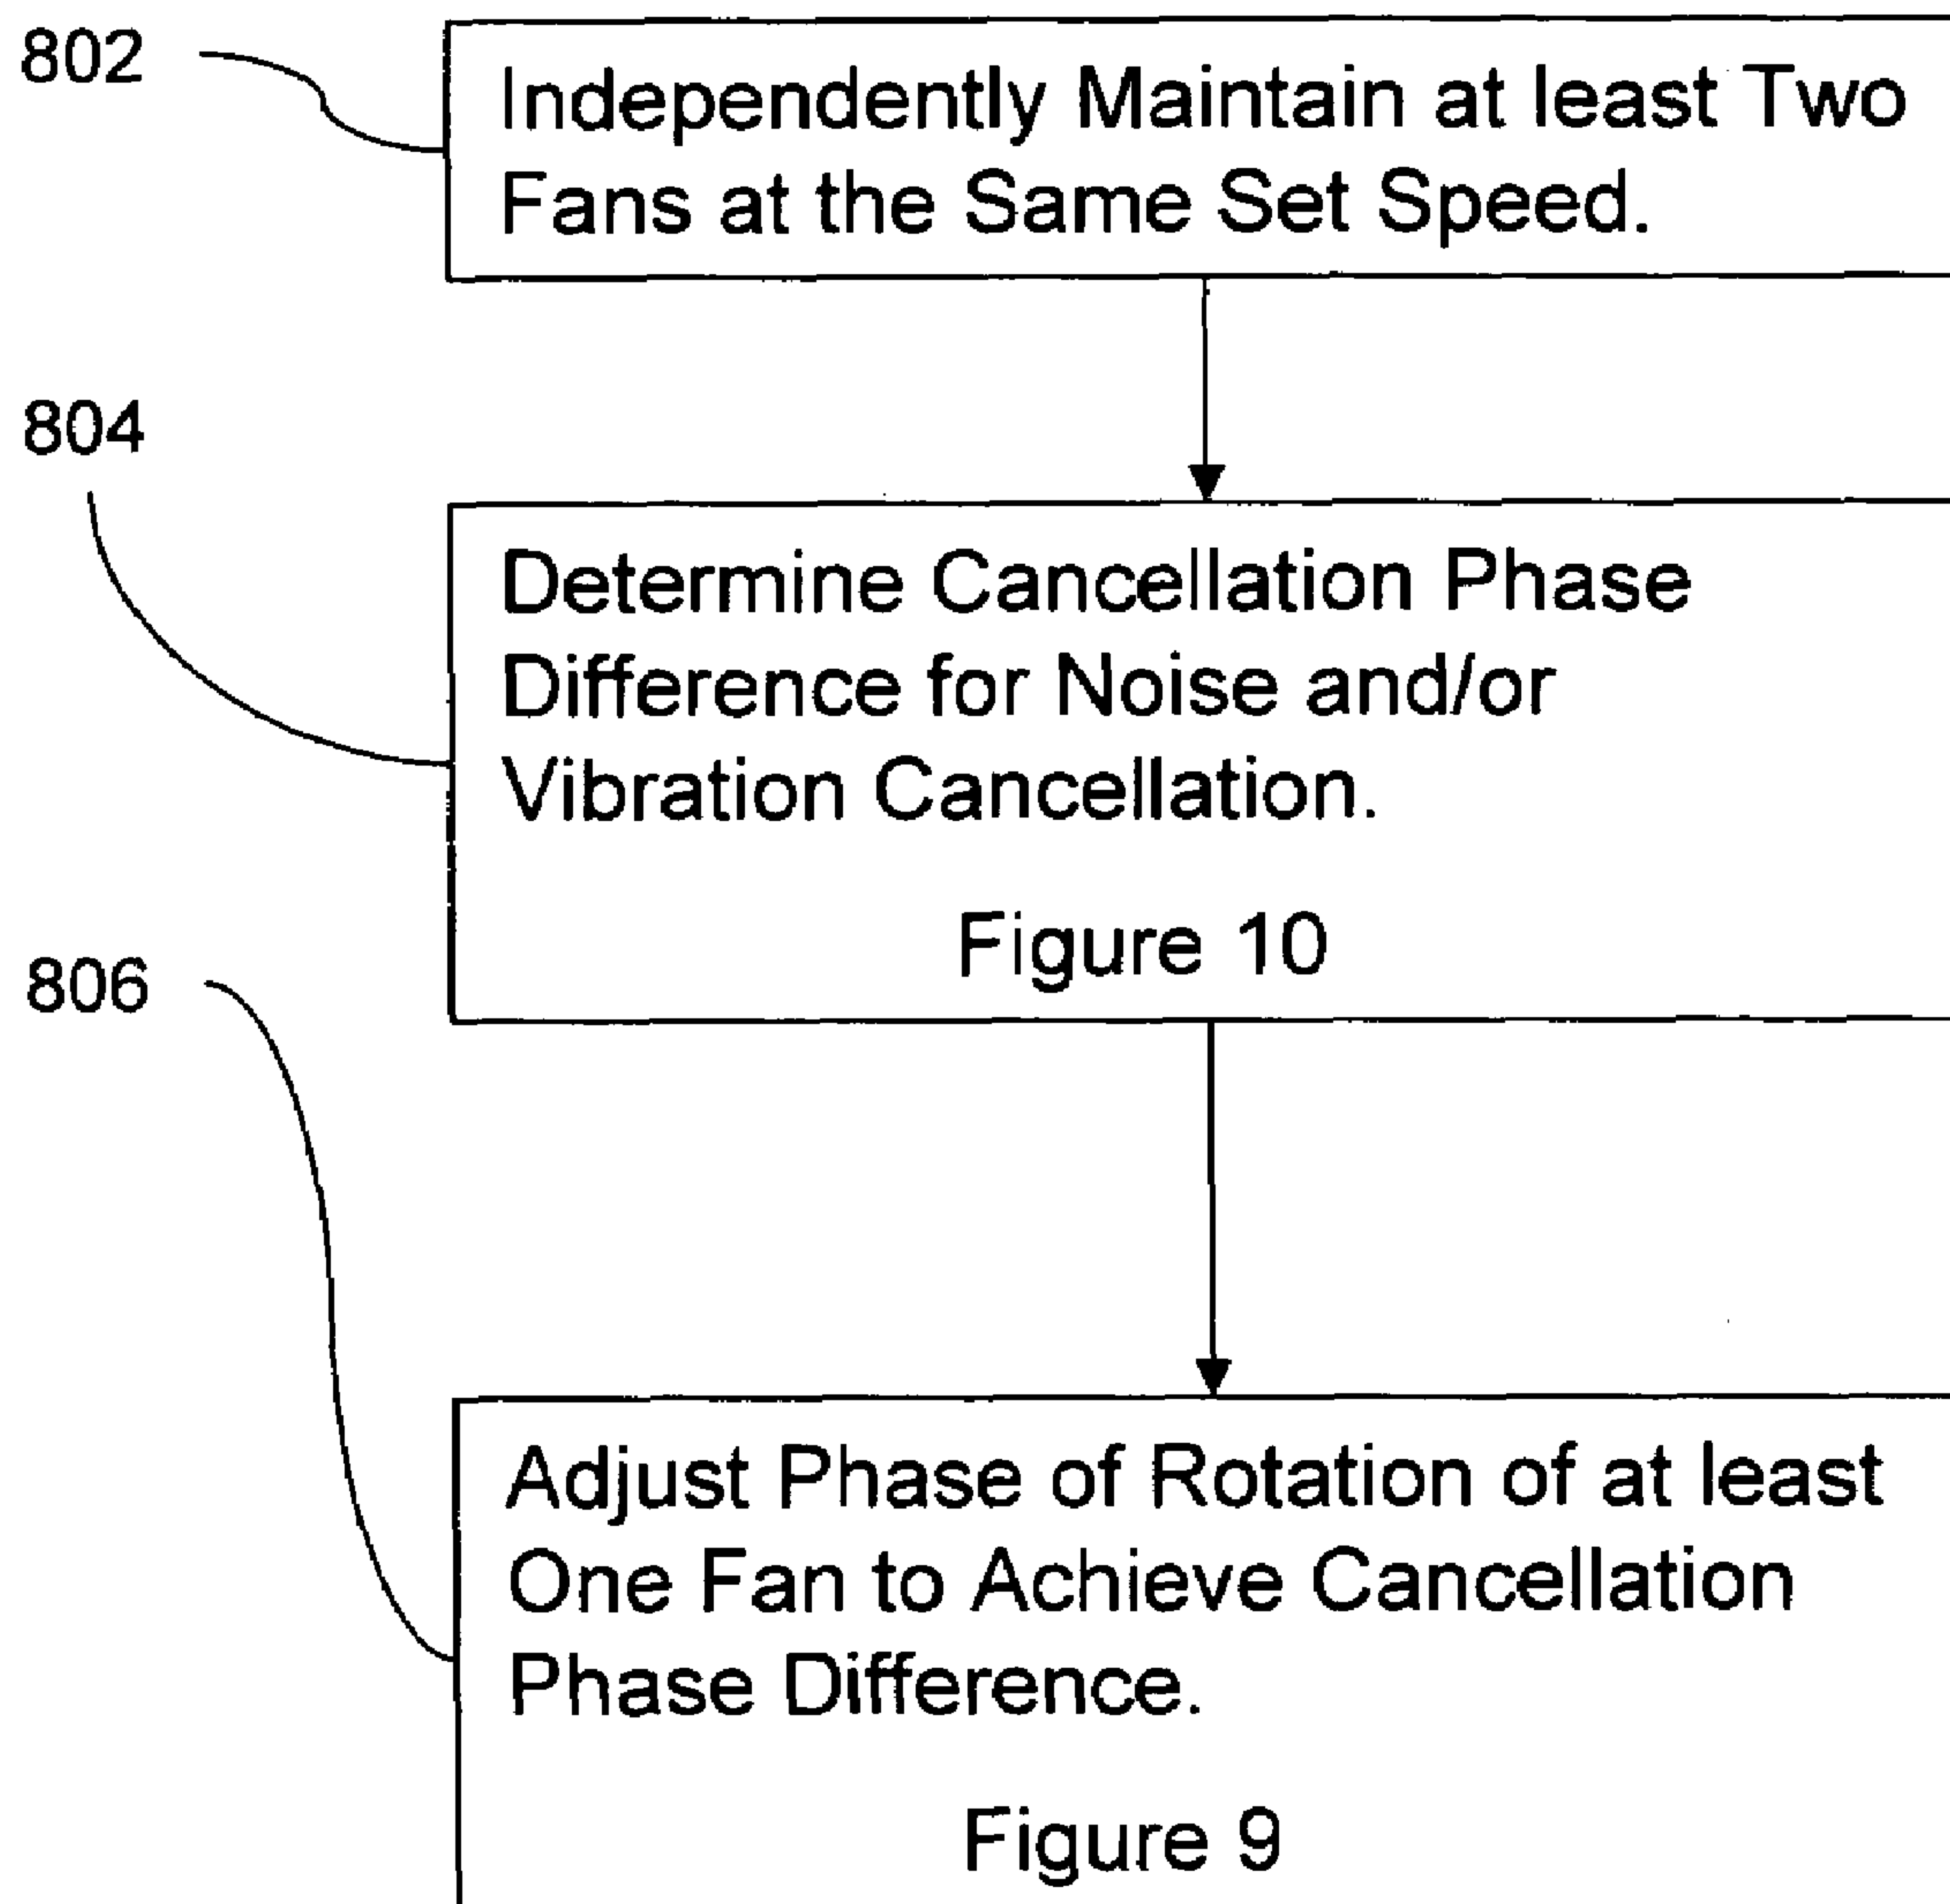 802
Independently Maintain at least Two
Fans at the Same Set Speed.
804
Determine Cancellation Phase
Difference for Noise and/or
Vibration Cancellation.
Figure 10
806
Adjust Phase of Rotation of at least
One Fan to Achieve Cancellation
Phase Difference.
Figure 9